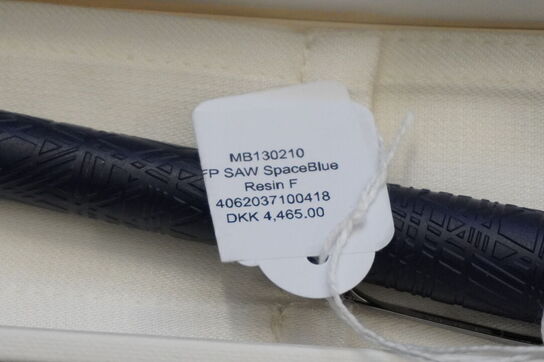 MB130210
FP SAW SpaceBlue
Resin F
4062037100418
DKK 4,465.00